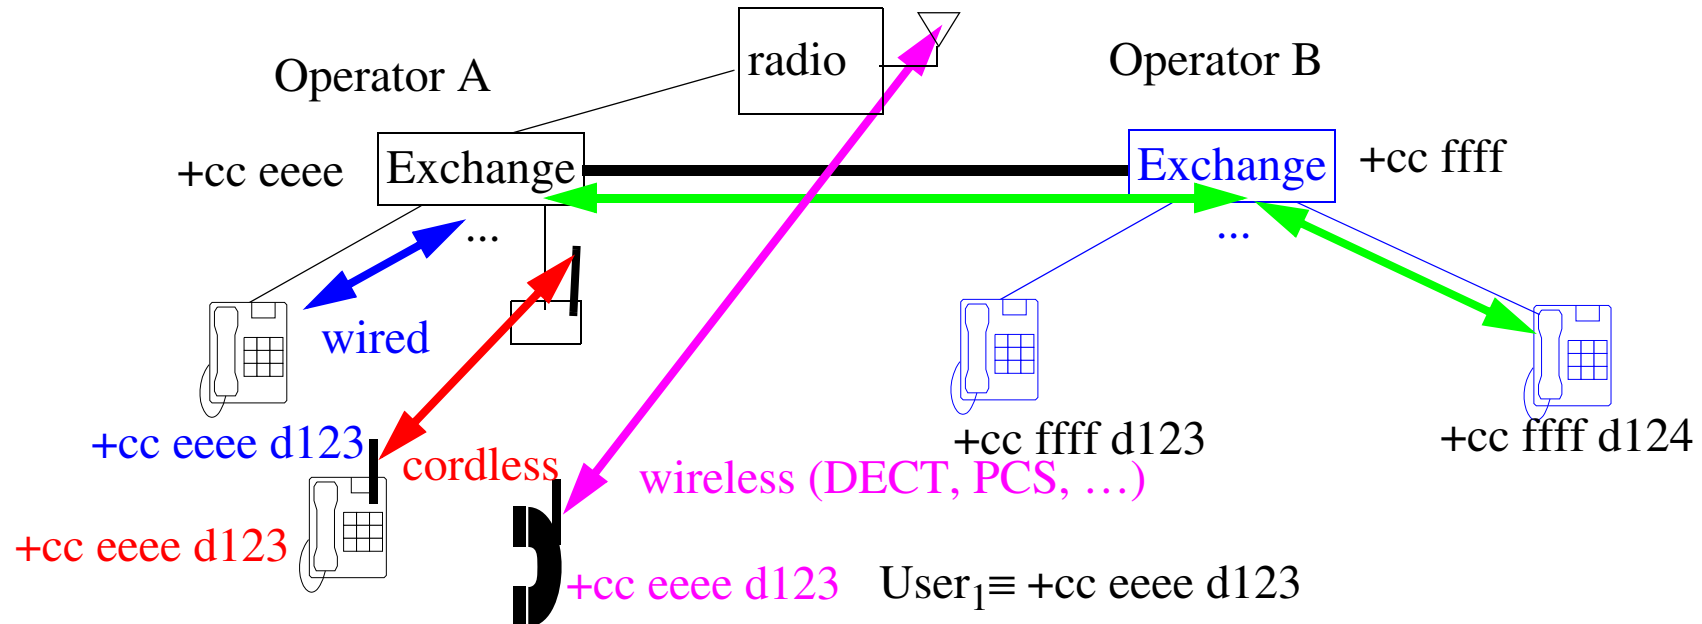 radio
Operator A
Operator B
+cc eeee
Exchange
Exchange
+cc ffff
...
...
wired
+cc eeee d123
cordless
+cc ffff d123
+cc ffff d124
wireless (DECT, PCS, …)
+cc eeee d123
+cc eeee d123
User1≡ +cc eeee d123